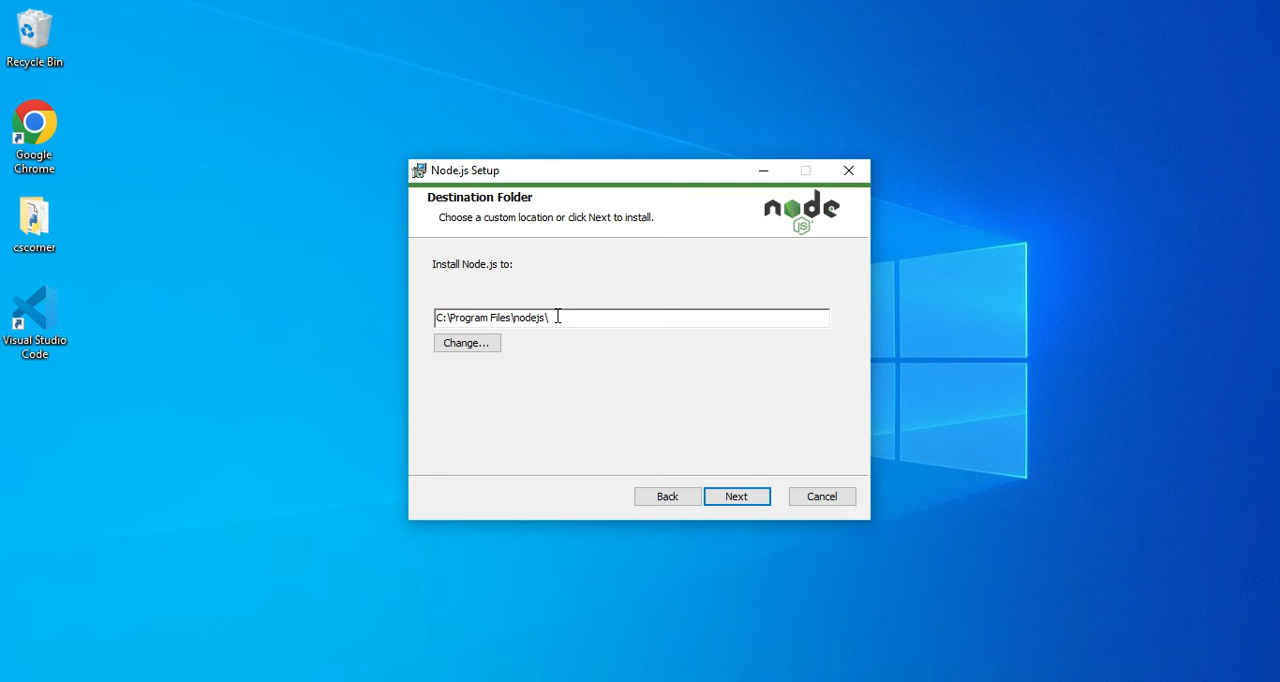 Recycle Bin
Google
Chrome
cscorner
Visual Studio
Code
Node.js Setup
Destination Folder
Choose a custom location or click Next to install.
node
JS
Install Node.js to:
C:\Program Files\nodejs\
Change...
Back
Next
Cancel